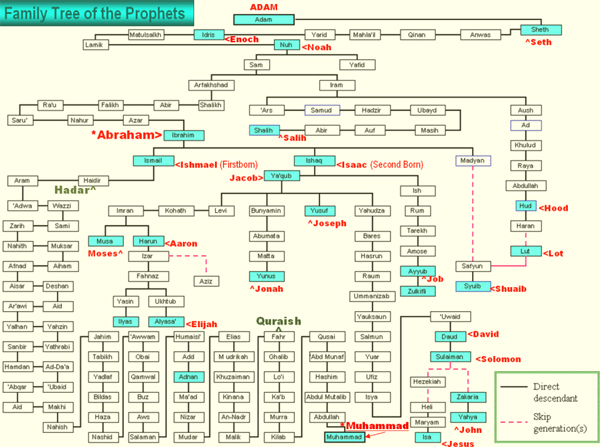 Family Tree of the Prophets
ADAM
Adam
Matulsalkh Idris Yarid Mahla'il Qinan Anwas Sheth
<Enoch
^Seth
Lamik Nuh <Noah
Sam Yafid
Arfakhshad Iram
Ra'u Falikh Abir Shalikh
'Ars Samud Hadzir Ubayd Aush
Saru' Nahur Azar
Shalih Abir Auf Masih Ad
^Salih
*Abraham> Ibrahim
Khulud
Ismail <Ishmael (Firstborn) Ishaq <Isaac (Second Born) Madyan Raya
Aram Haidir Jacob> Ya'qub Abdullah
Hadar^
'Adwa Wazzi Ish
Imran Kohath Levi Bunyamin Yusuf Yahudza Rum Hud <Hood
^Joseph
Zarih Sami Tarekh Haran
Nahith Muksar Musa Harun <Aaron Abumata Bares Amose Lut <Lot
Moses^
Afnad Aiham Izar Matta Hasrun Ayyub Safyun
^Job
Aisar Deshan Fahnaz Aziz Yunus Raum Zulkifli Syuib <Shuaib
^Jonah
Ar'awi Aid Yasin Ukhtub Ummanizab
Yalhan Yahzin Ilyas Alyasa' <Elijah Yauksaun 'Uwaid
Quraish
Sanbir Yathrabi Jahim 'Awwam Humaisi' Elias Fahr Qusai Salmun Daud <David
Hamdan Ad-Da'a Tabikh Obai Add Mudrikah Ghalib Abd Munaf Yuar Sulaiman <Solomon
'Abqar 'Ubaid Yadlaf Qamwal Adnan Khuzaiman Lo'i Hashim Ufiz Hezekiah Zakaria
Aid Makhi Bildas Buz Ma'ad Kinana Ka'b Abdul Mutalib Isya Heli Yahya ^John
Nahish Haza Aws Nizar An-Nadr Murra Abdullah Maryam
*Muhammad
Nashid Salaman Mudar Malik Kilab Muhammad Isa <Jesus
Direct descendant
Skip generation(s)